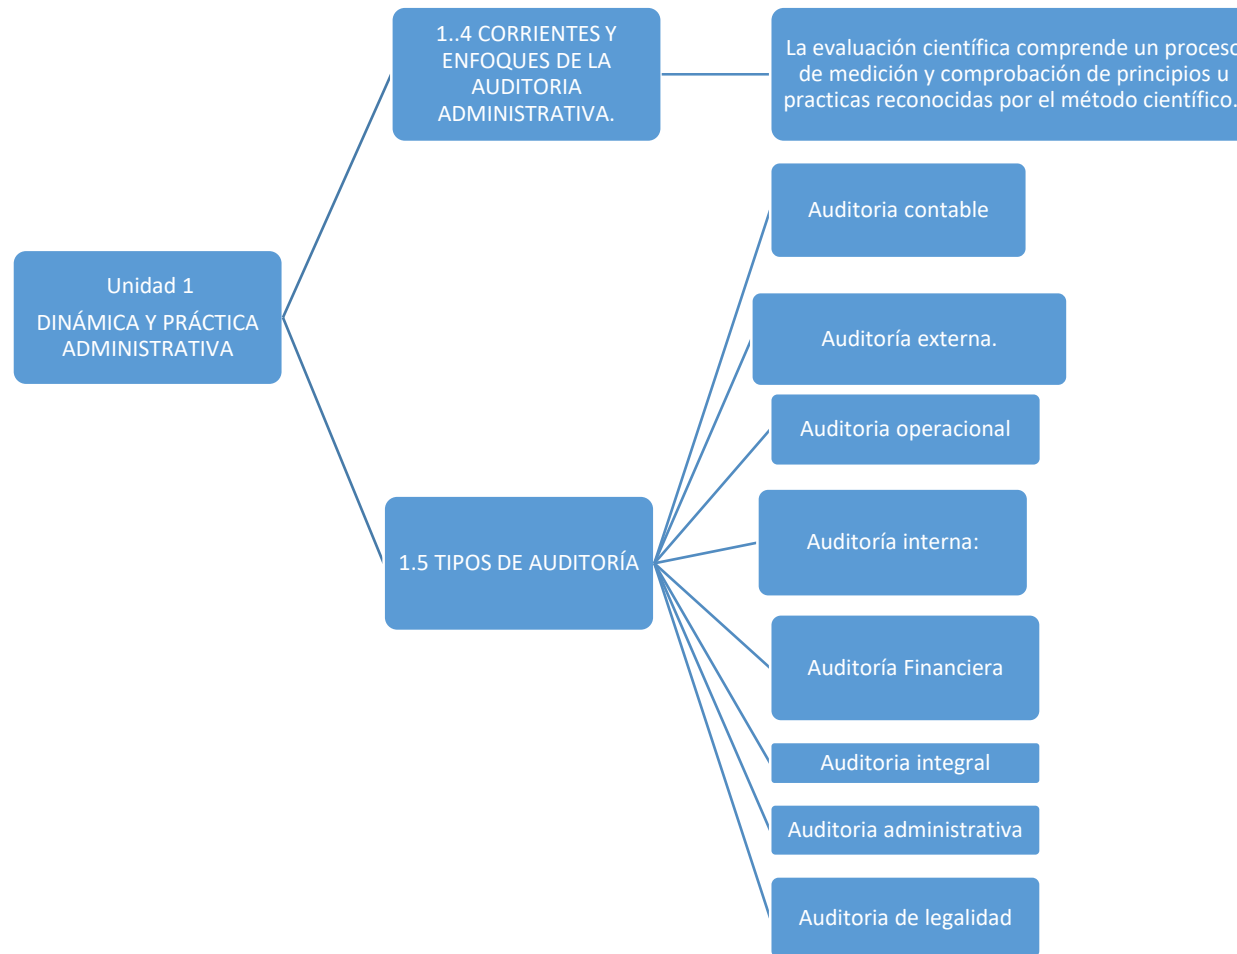 1..4 CORRIENTES Y
ENFOQUES DE LA
AUDITORIA
ADMINISTRATIVA.
La evaluación científica comprende un proceso
de medición y comprobación de principios u
practicas reconocidas por el método científico.
Unidad 1
DINÁMICA Y PRÁCTICA
ADMINISTRATIVA
1.5 TIPOS DE AUDITORÍA
Auditoria contable
Auditoría externa.
Auditoria operacional
Auditoría interna:
Auditoría Financiera
Auditoria integral
Auditoria administrativa
Auditoria de legalidad